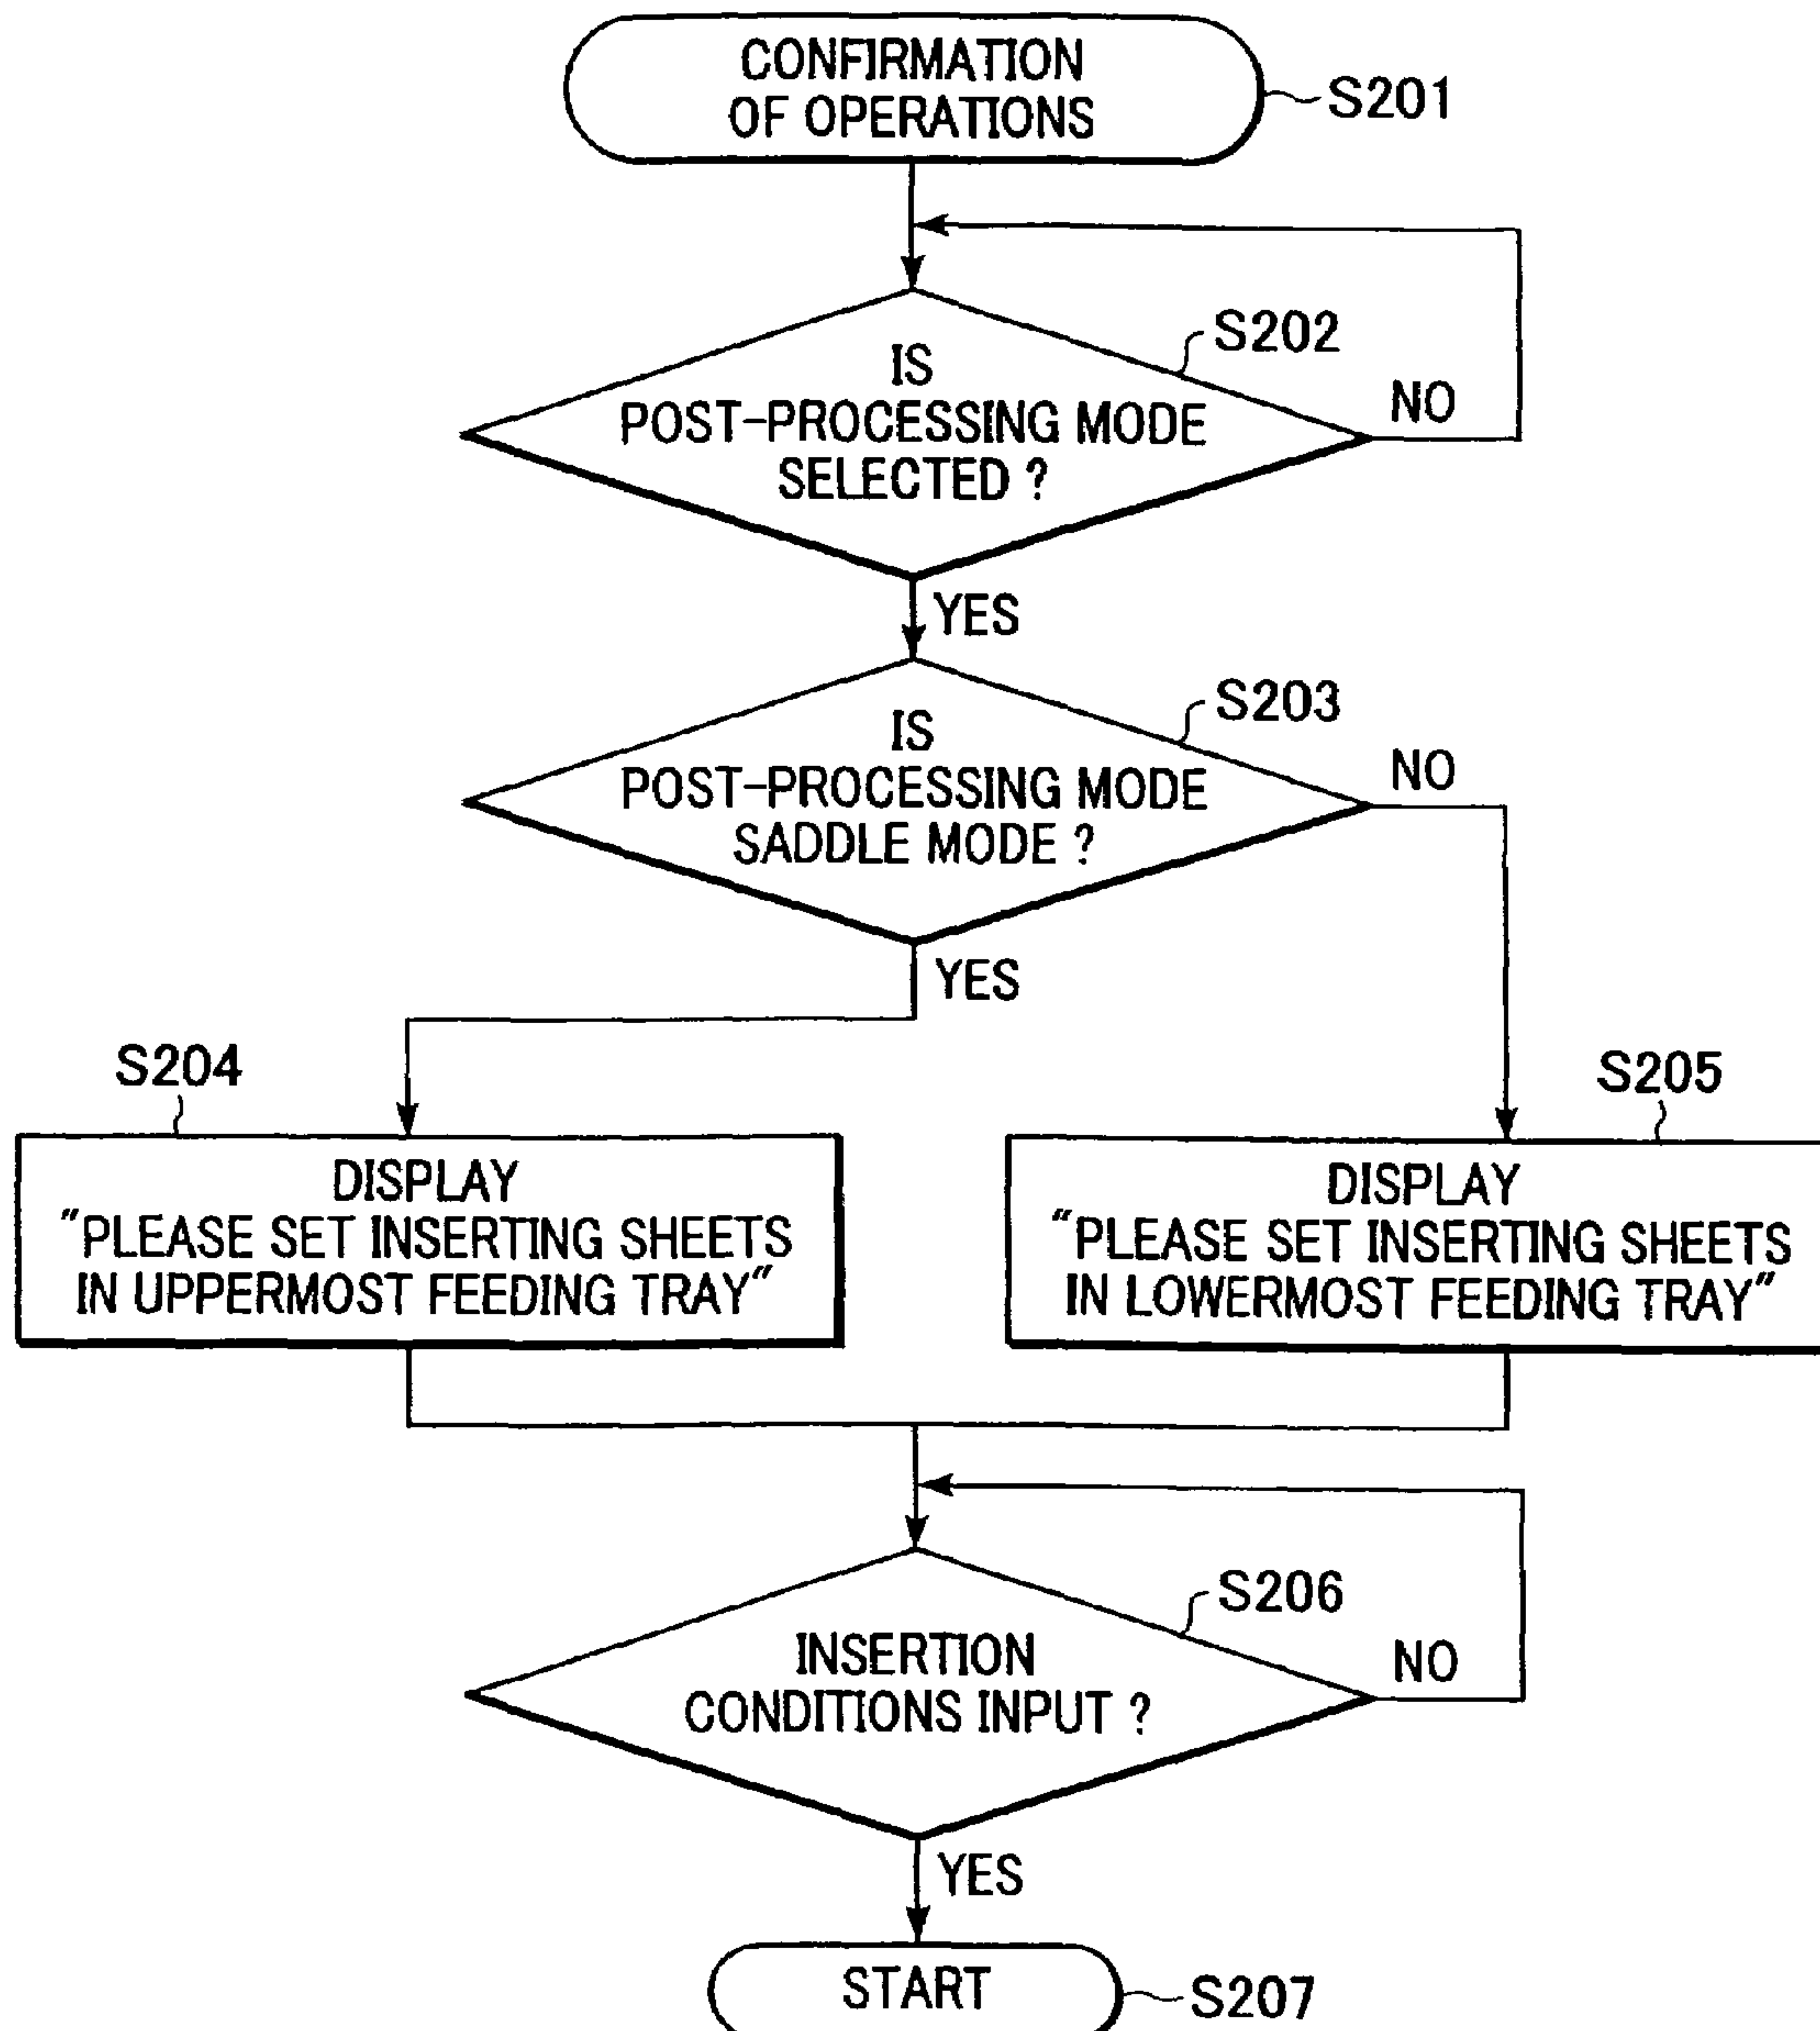 CONFIRMATION
OF OPERATIONS
S201
S202
IS
POST-PROCESSING MODE
SELECTED ?
NO
YES
S203
IS
POST-PROCESSING MODE
SADDLE MODE ?
NO
YES
S204
DISPLAY
"PLEASE SET INSERTING SHEETS
IN UPPERMOST FEEDING TRAY"
S205
DISPLAY
"PLEASE SET INSERTING SHEETS
IN LOWERMOST FEEDING TRAY"
S206
INSERTION
CONDITIONS INPUT ?
NO
YES
START
S207